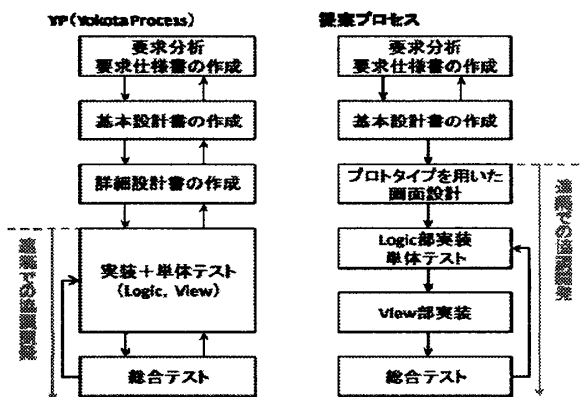 YP(Yokota Process)
要求分析
要求仕様書の作成
基本設計書の作成
詳細設計書の作成
実装+単体テスト
(Logic, View)
総合テスト
提案プロセス
要求分析
要求仕様書の作成
基本設計書の作成
プロトタイプを用いた
画面設計
Logic部実装
単体テスト
View部実装
総合テスト